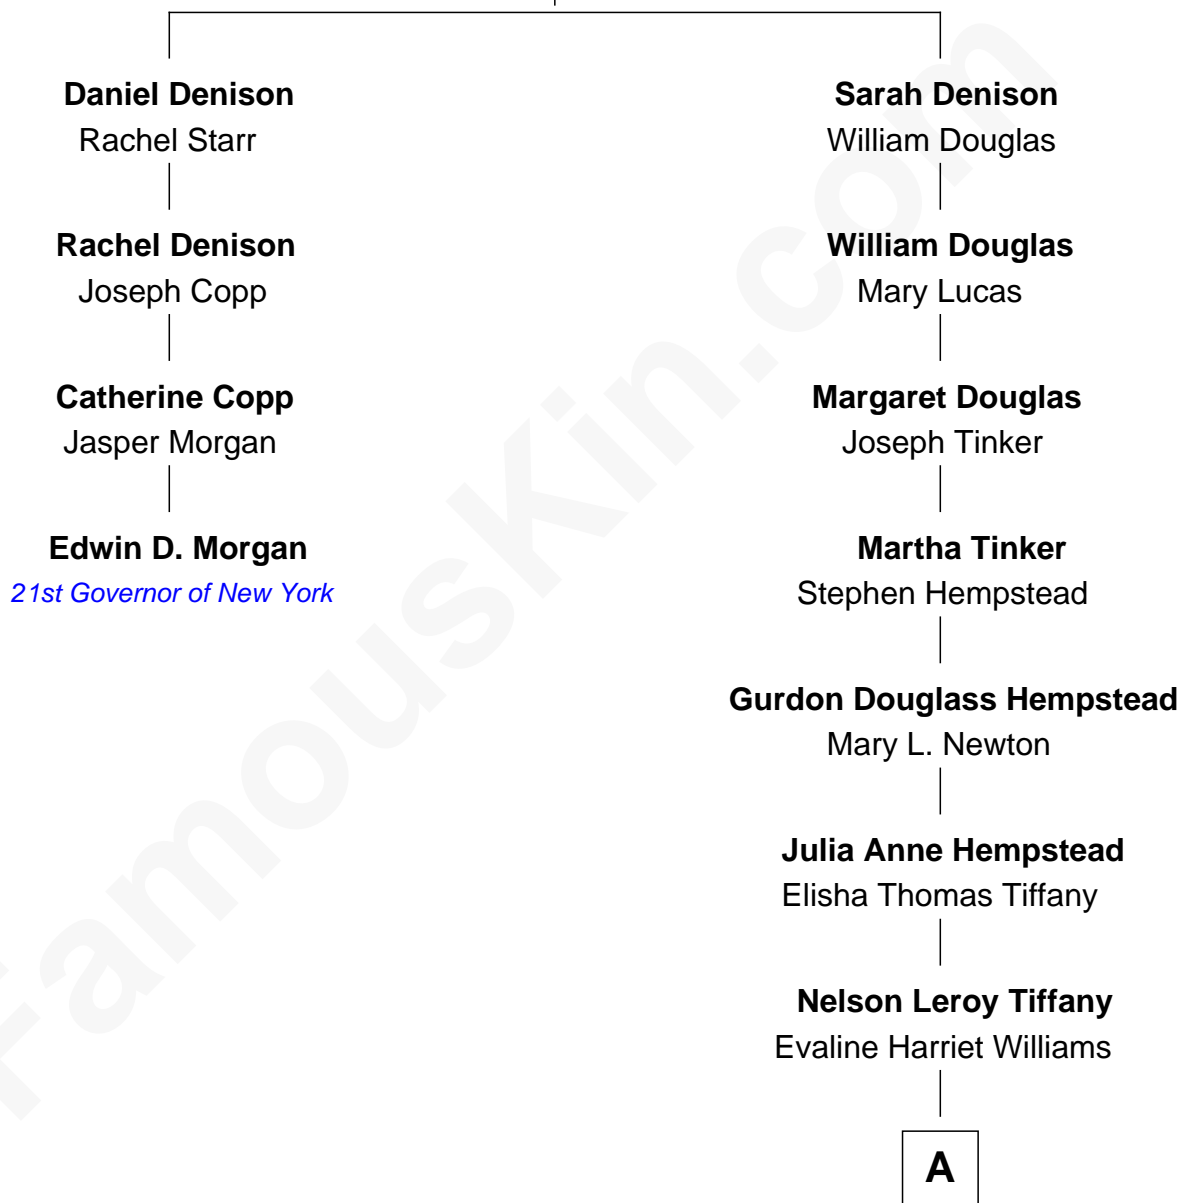 Daniel Denison
Rachel Starr
Rachel Denison
Joseph Copp
Catherine Copp
Jasper Morgan
Edwin D. Morgan
21st Governor of New York
Sarah Denison
William Douglas
William Douglas
Mary Lucas
Margaret Douglas
Joseph Tinker
Martha Tinker
Stephen Hempstead
Gurdon Douglass Hempstead
Mary L. Newton
Julia Anne Hempstead
Elisha Thomas Tiffany
Nelson Leroy Tiffany
Evaline Harriet Williams
A
FamousKin.com